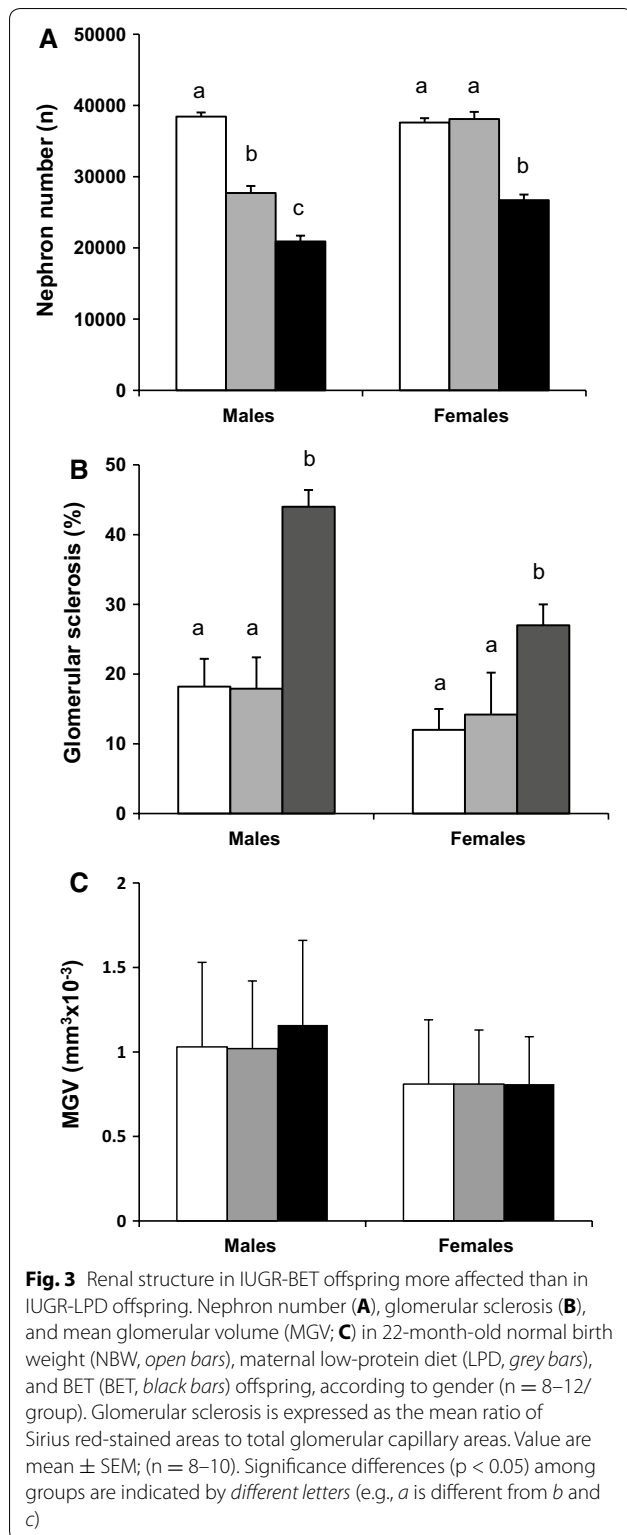 A
50000
40000
30000
20000
10000
0
Nephron number (n)
a
b
c
a
a
b
Males
Females
B
50
40
30
20
10
0
Glomerular sclerosis (%)
a
a
b
a
a
b
Males
Females
C
2
1.5
1
0.5
0
MGV (mm³x10⁻³)
Males
Females
Fig. 3 Renal structure in IUGR-BET offspring more affected than in
IUGR-LPD offspring. Nephron number (A), glomerular sclerosis (B),
and mean glomerular volume (MGV; C) in 22-month-old normal birth
weight (NBW, open bars), maternal low-protein diet (LPD, grey bars),
and BET (BET, black bars) offspring, according to gender (n = 8–12/
group). Glomerular sclerosis is expressed as the mean ratio of
Sirius red-stained areas to total glomerular capillary areas. Value are
mean ± SEM; (n = 8–10). Significance differences (p < 0.05) among
groups are indicated by different letters (e.g., a is different from b and
c)